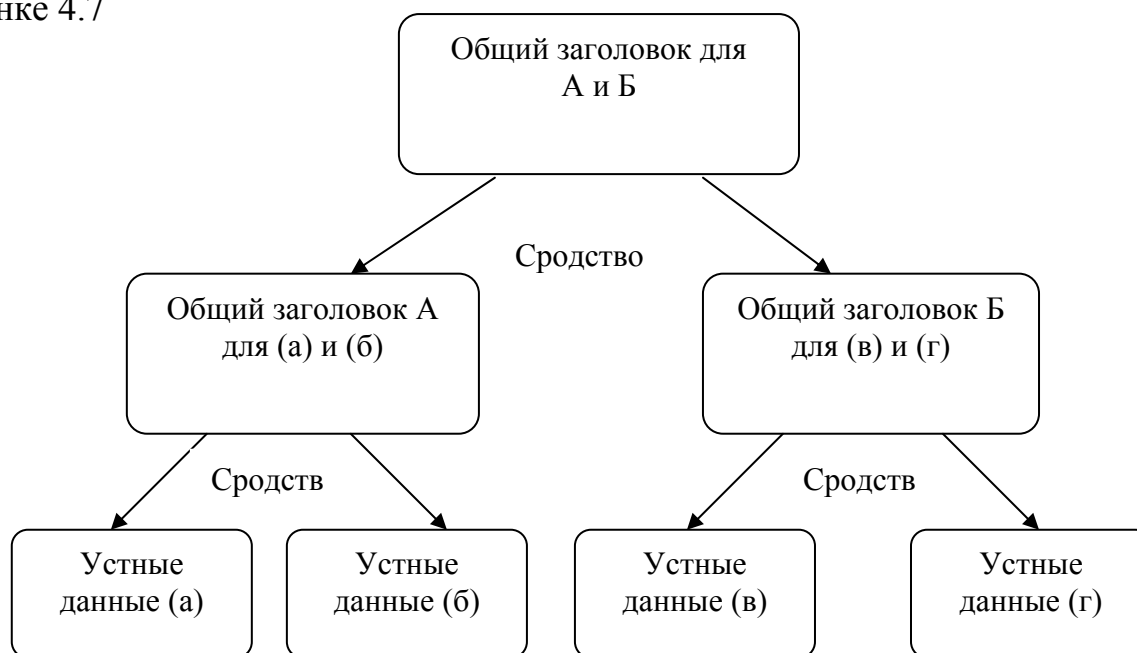 нке 4.7
Общий заголовок для
А и Б
Сродство
Общий заголовок А
для (а) и (б)
Общий заголовок Б
для (в) и (г)
Сродств
Сродств
Устные
данные (а)
Устные
данные (б)
Устные
данные (в)
Устные
данные (г)